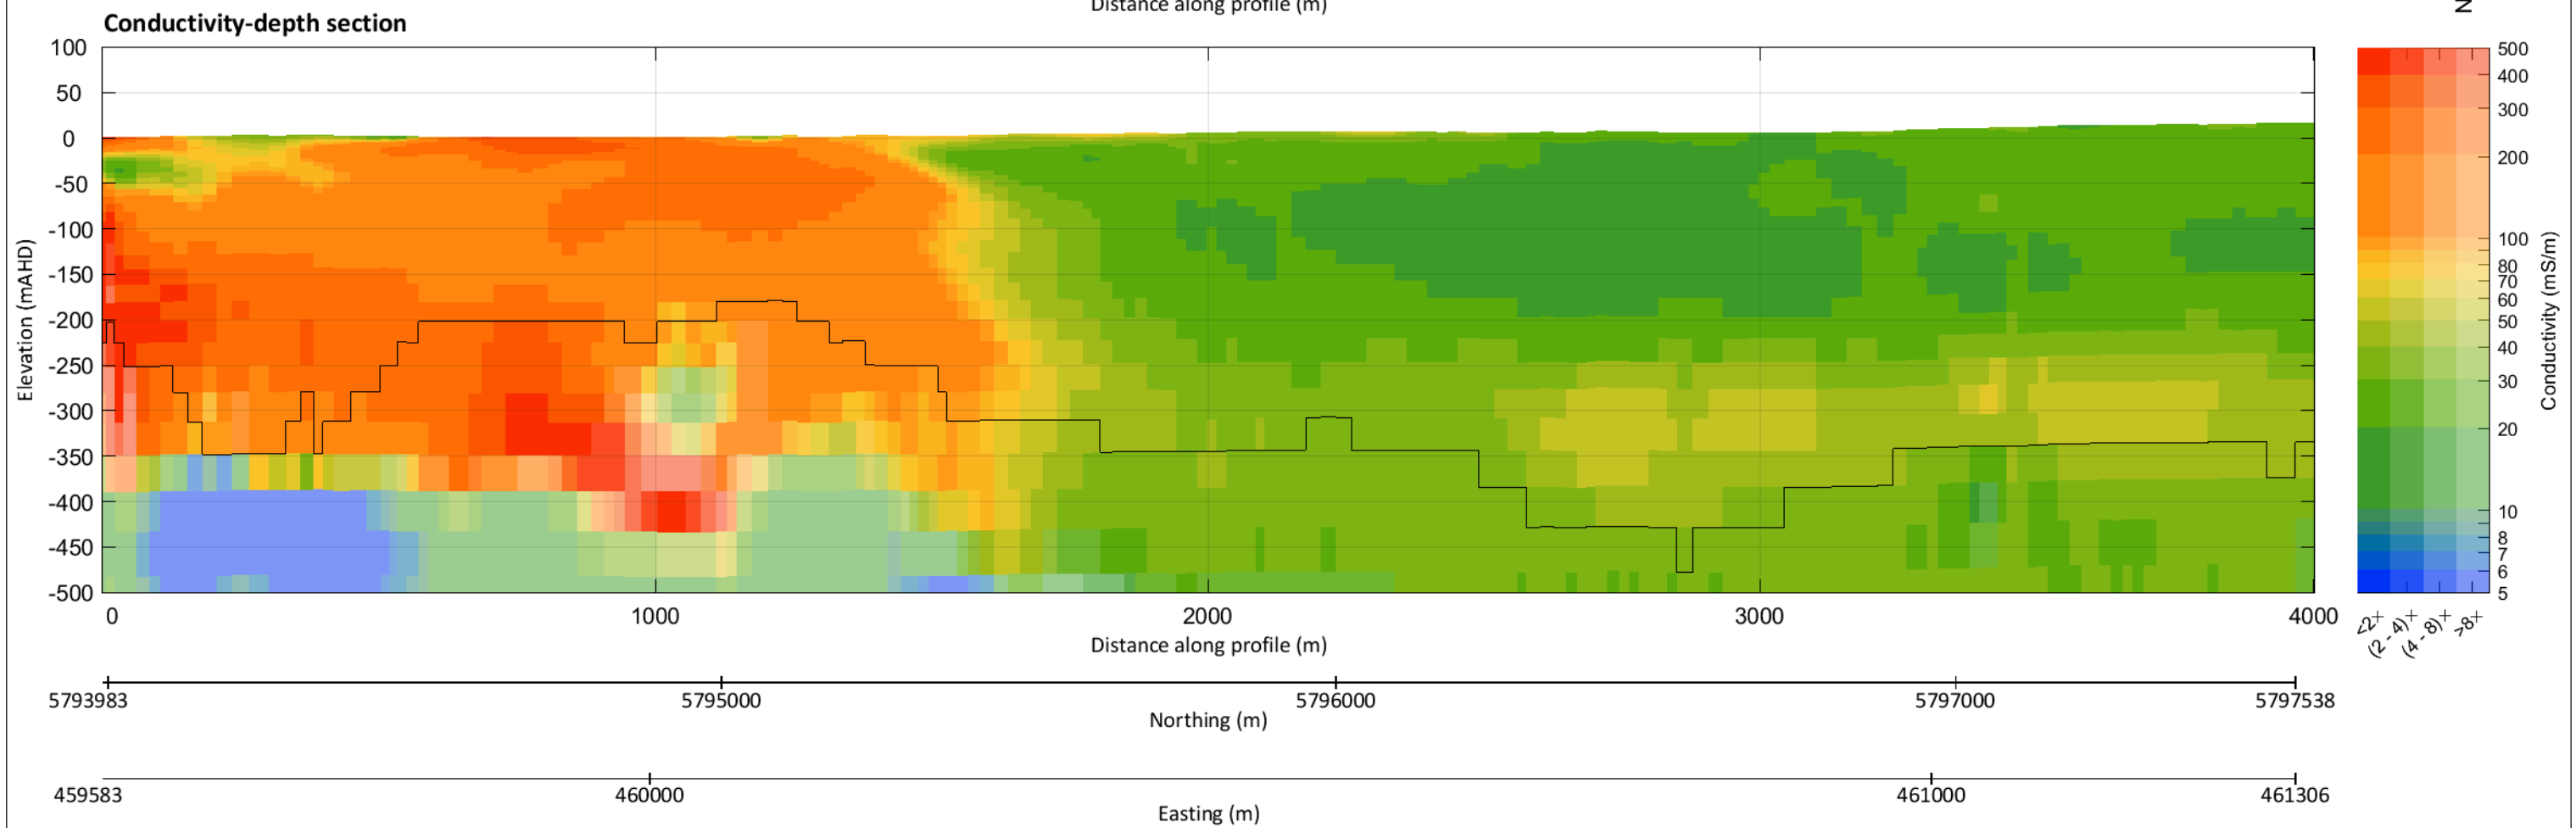 Distance along profile (m)
N
Conductivity-depth section
100
50
0
-50
-100
-150
-200
-250
-300
-350
-400
-450
-500
Elevation (mAHD)
0 1000 2000 3000 4000
Distance along profile (m)
5793983 5795000 5796000 5797000 5797538
Northing (m)
459583 460000 461000 461306
Easting (m)
500
400
300
200
100
80
70
60
50
40
30
20
10
8
7
6
5
Conductivity (mS/m)
<2+ (2 - 4)+ (4 - 8)+ >8+